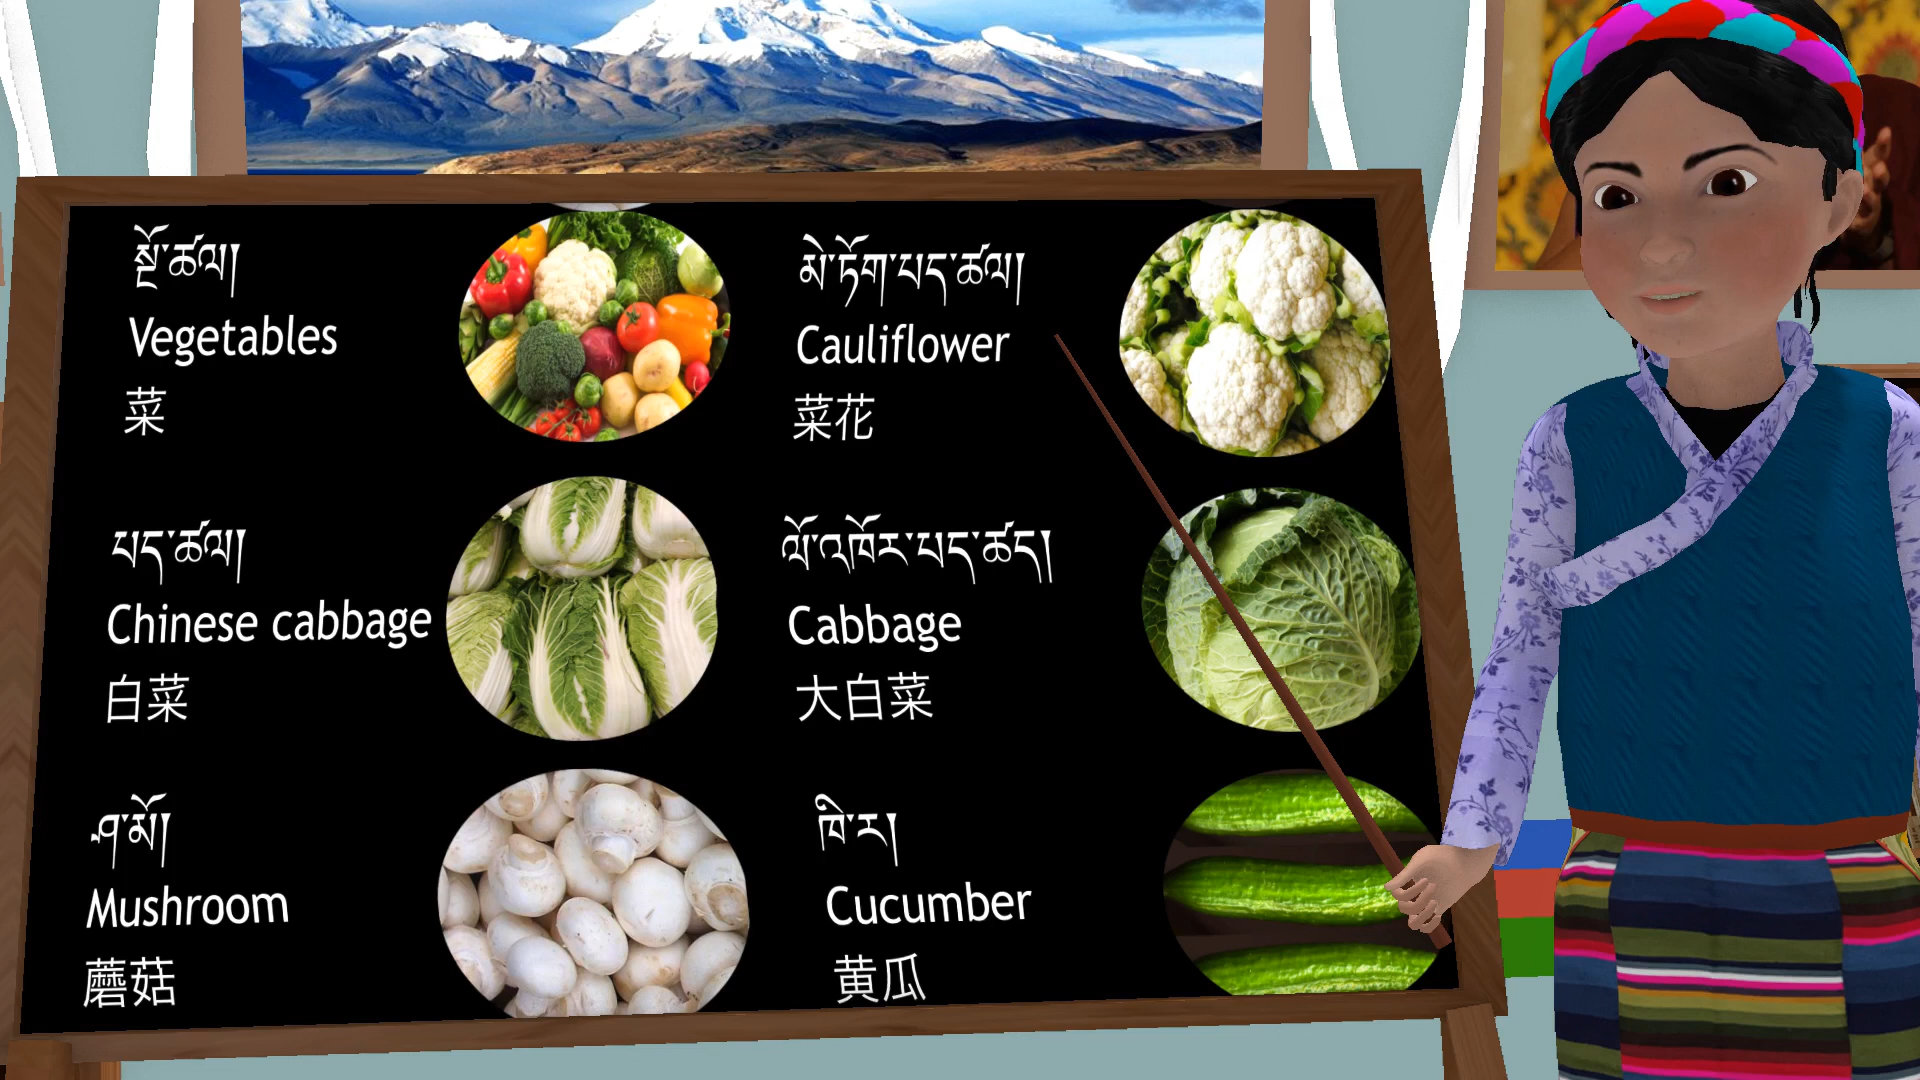 སྔོ་ཚལ།
Vegetables
菜
མེ་ཏོག་པད་ཚལ།
Cauliflower
菜花
པད་ཚལ།
Chinese cabbage
白菜
ལོ་འཁོར་པད་ཚད།
Cabbage
大白菜
ཤ་མོ།
Mushroom
蘑菇
ཁི་ར།
Cucumber
黄瓜